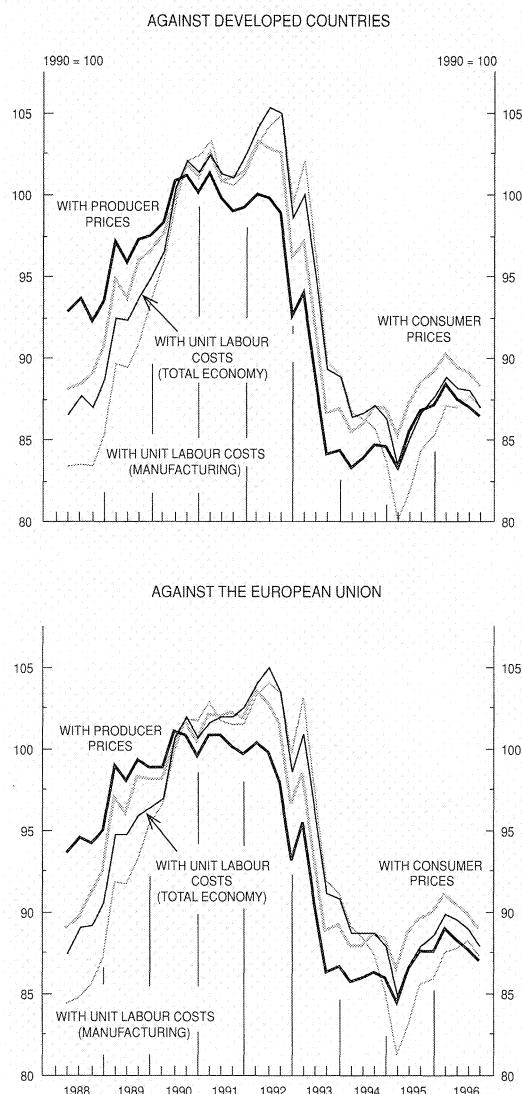 AGAINST DEVELOPED COUNTRIES
1990 = 100 1990 = 100
105 105
100 100
WITH PRODUCER
PRICES
95 95
WITH CONSUMER
PRICES
90 90
WITH UNIT LABOUR
COSTS
(TOTAL ECONOMY)
85 85
WITH UNIT LABOUR COSTS
(MANUFACTURING)
80 80
AGAINST THE EUROPEAN UNION
105 105
WITH PRODUCER
PRICES
100 100
95 95
WITH UNIT LABOUR
COSTS
(TOTAL ECONOMY)
WITH CONSUMER
PRICES
90 90
85 85
WITH UNIT LABOUR COSTS
(MANUFACTURING)
80 80
1988 1989 1990 1991 1992 1993 1994 1995 1996